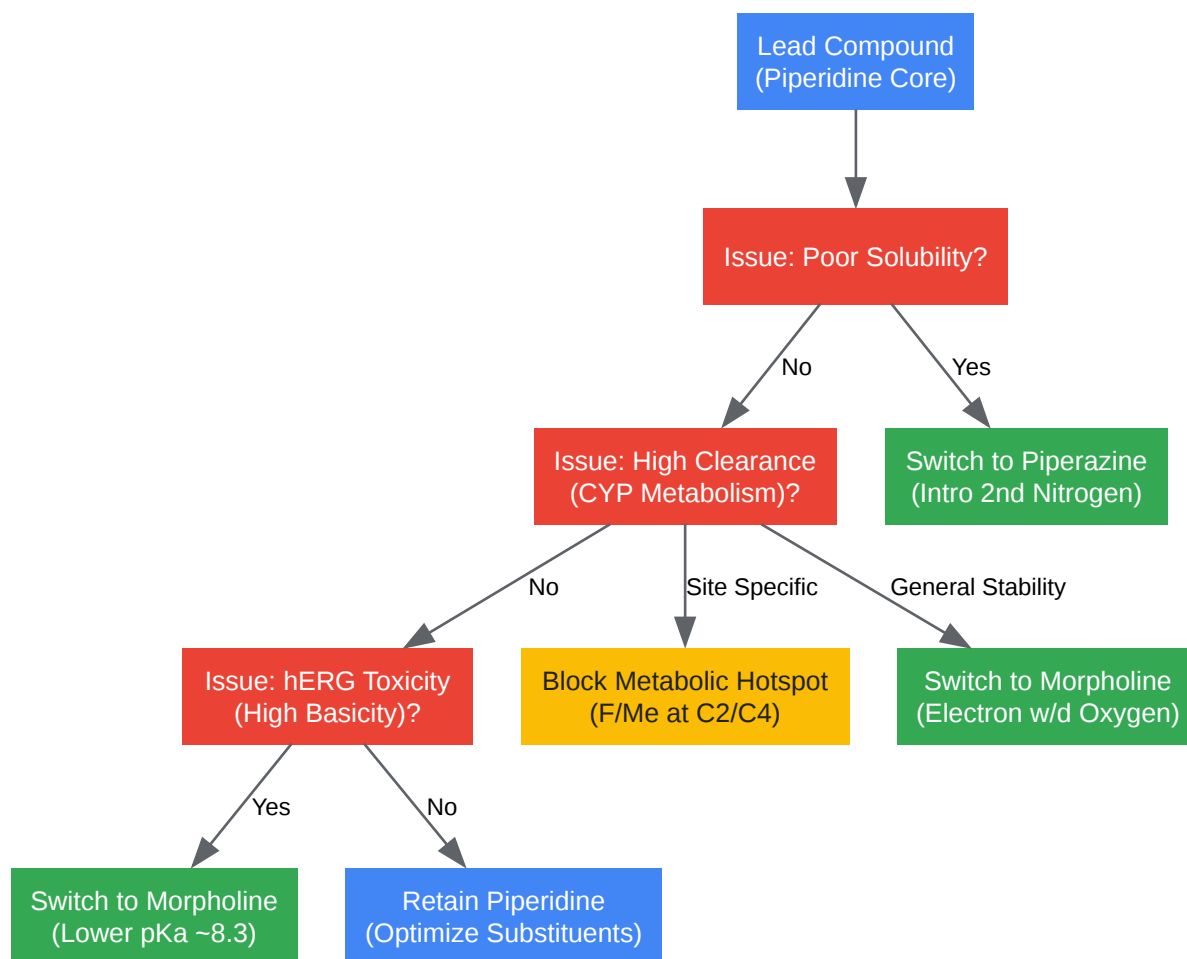 Lead Compound
(Piperidine Core)
Issue: Poor Solubility?
No
Yes
Issue: High Clearance
(CYP Metabolism)?
Switch to Piperazine
(Intro 2nd Nitrogen)
No
Site Specific
General Stability
Issue: hERG Toxicity
(High Basicity)?
Block Metabolic Hotspot
(F/Me at C2/C4)
Switch to Morpholine
(Electron w/d Oxygen)
Yes
No
Switch to Morpholine
(Lower pKa ~8.3)
Retain Piperidine
(Optimize Substituents)